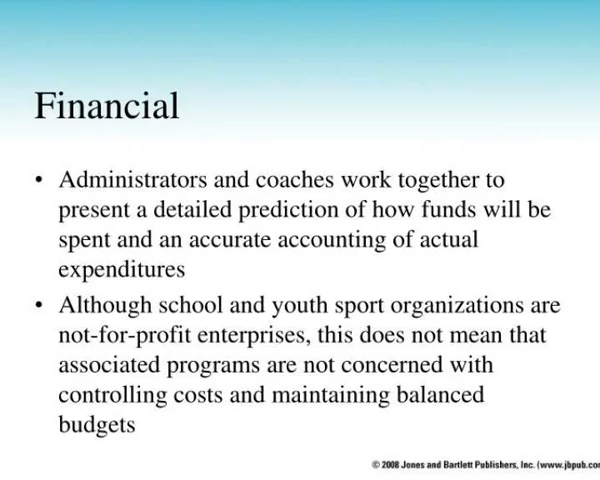 Financial
• Administrators and coaches work together to
present a detailed prediction of how funds will be
spent and an accurate accounting of actual
expenditures
• Although school and youth sport organizations are
not-for-profit enterprises, this does not mean that
associated programs are not concerned with
controlling costs and maintaining balanced
budgets
© 2008 Jones and Bartlett Publishers, Inc. (www.jbpub.com